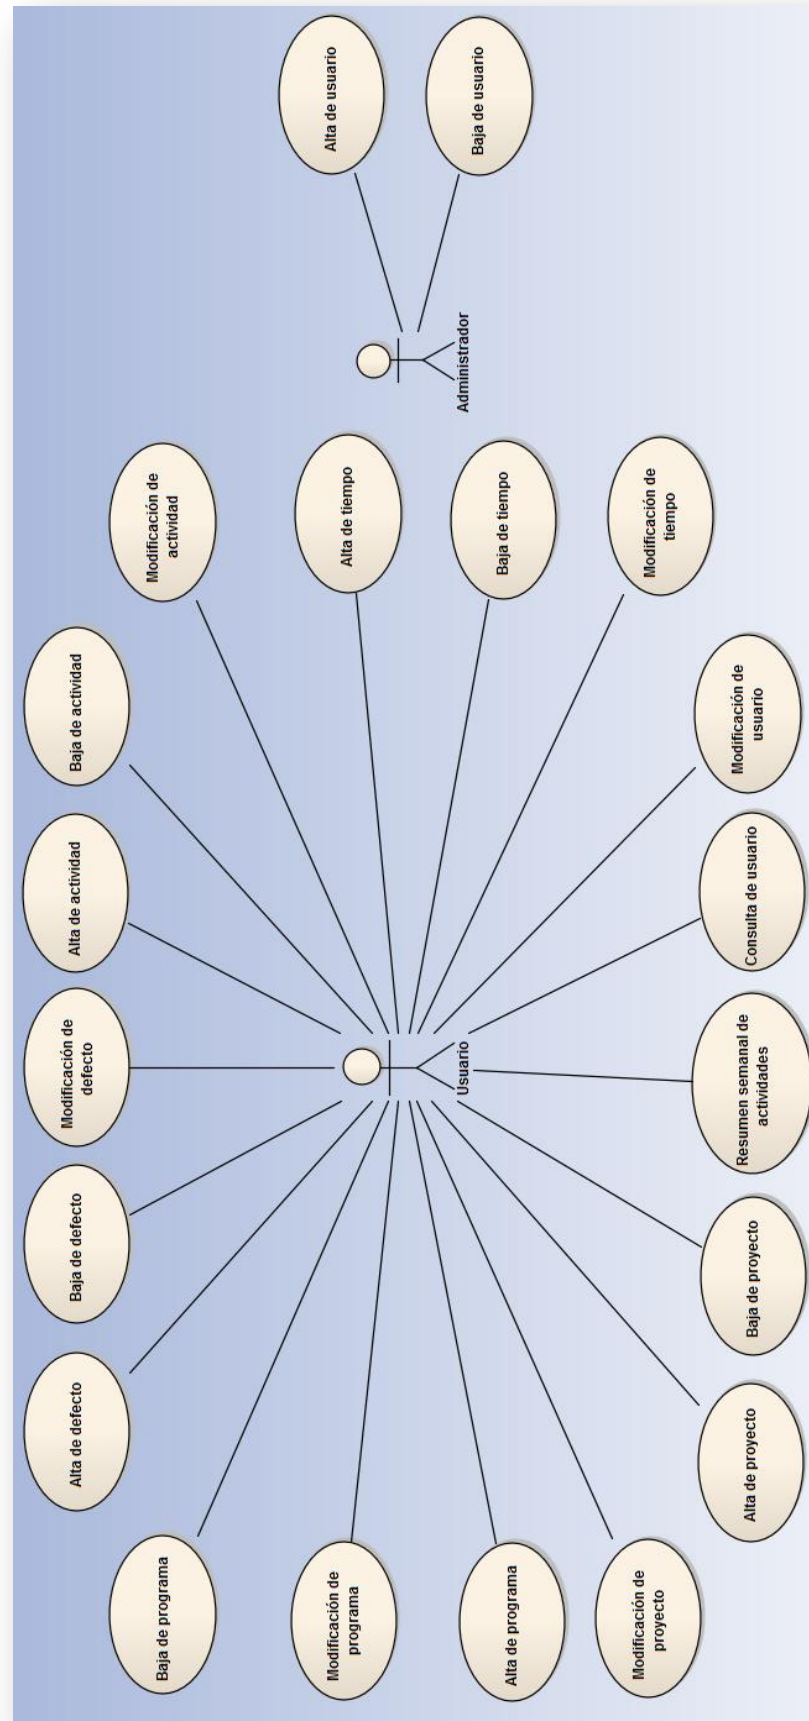 Modificación de
defecto
Alta de actividad
Baja de actividad
Baja de defecto
Alta de defecto
Modificación de
actividad
Baja de programa
Alta de tiempo
Alta de usuario
Modificación de
programa
Usuario
Administrador
Baja de tiempo
Baja de usuario
Alta de programa
Modificación de
tiempo
Modificación de
proyecto
Modificación de
usuario
Alta de proyecto
Baja de proyecto
Resumen semanal de
actividades
Consulta de usuario